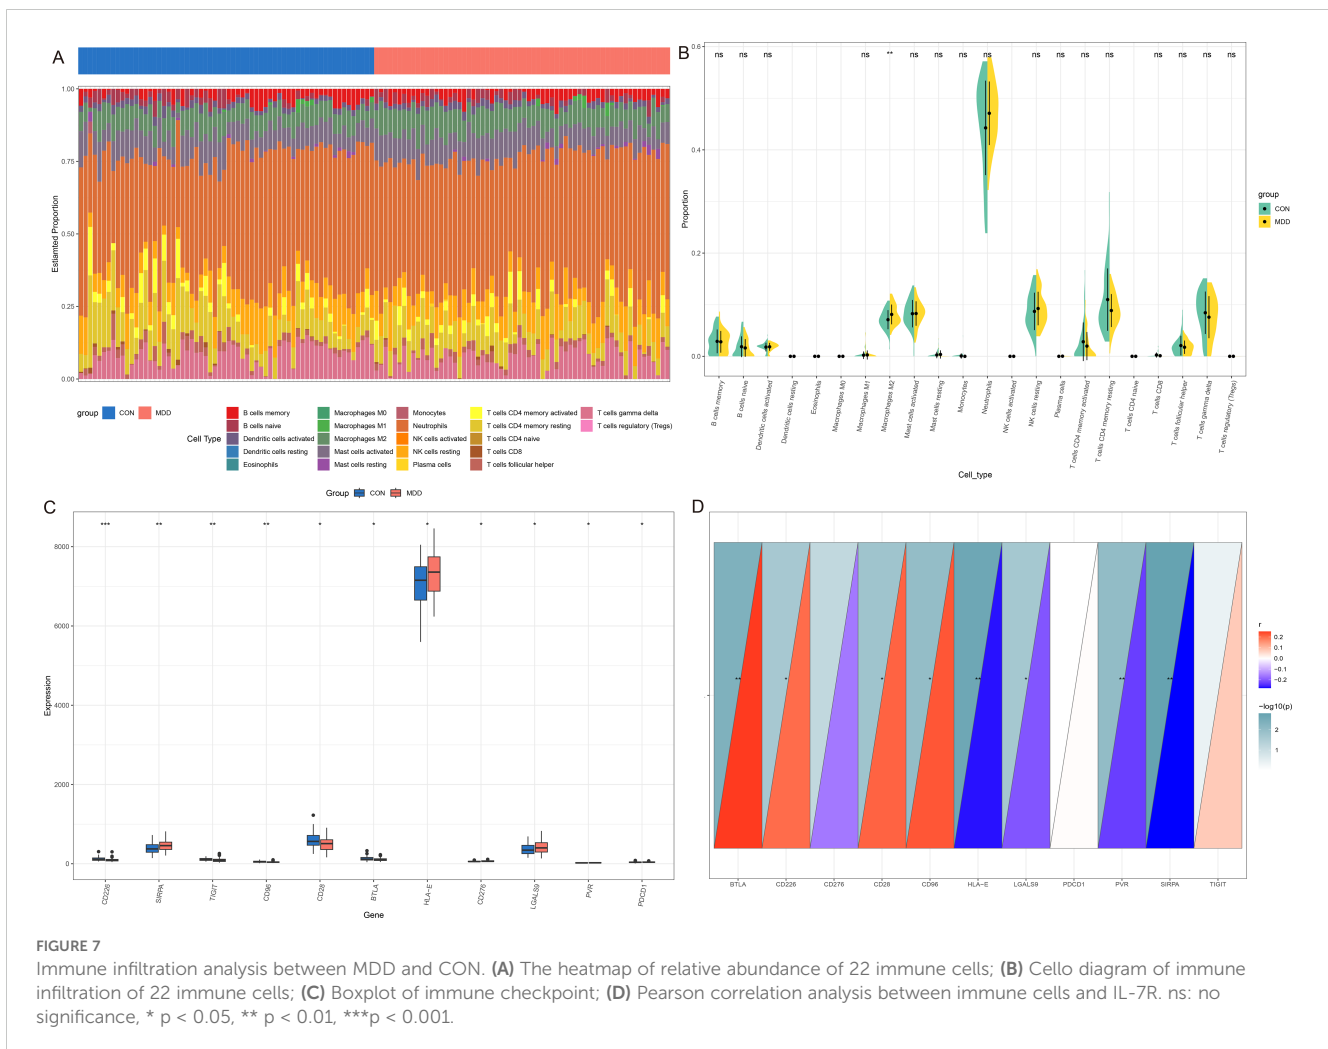 A
1.00
0.75
0.50
0.25
0.00
Estiamted Proportion
group CON MDD
Cell Type
B cells memory
B cells naive
Dendritic cells activated
Dendritic cells resting
Eosinophils
Macrophages M0
Macrophages M1
Macrophages M2
Mast cells activated
Mast cells resting
Monocytes
Neutrophils
NK cells activated
NK cells resting
Plasma cells
T cells CD4 memory activated
T cells CD4 memory resting
T cells CD4 naive
T cells CD8
T cells follicular helper
T cells gamma delta
T cells regulatory (Tregs)
B
ns ns ns ns ** ns ns ns ns ns ns ns ns ns ns ns
0.6
0.4
0.2
0.0
Proportion
B cells memory
B cells naive
Dendritic cells activated
Dendritic cells resting
Eosinophils
Macrophages M0
Macrophages M1
Macrophages M2
Mast cells activated
Mast cells resting
Monocytes
Neutrophils
NK cells activated
NK cells resting
Plasma cells
T cells CD4 memory activated
T cells CD4 memory resting
T cells CD4 naive
T cells CD8
T cells follicular helper
T cells gamma delta
T cells regulatory (Tregs)
Cell_type
group
CON
MDD
C
Group CON MDD
*** ** ** ** * * * * * * *
8000
6000
4000
2000
0
Expression
CD226
SIRPA
TIGIT
CD96
CD28
BTLA
HLA-E
CD276
LGALS9
PVR
PDCD1
Gene
D
** * * * ** * ** **
BTLA CD226 CD276 CD28 CD96 HLA-E LGALS9 PDCD1 PVR SIRPA TIGIT
r
0.2
0.1
0.0
-0.1
-0.2
-log10(p)
2
1
FIGURE 7
Immune infiltration analysis between MDD and CON. (A) The heatmap of relative abundance of 22 immune cells; (B) Cello diagram of immune
infiltration of 22 immune cells; (C) Boxplot of immune checkpoint; (D) Pearson correlation analysis between immune cells and IL-7R. ns: no
significance, * p < 0.05, ** p < 0.01, ***p < 0.001.